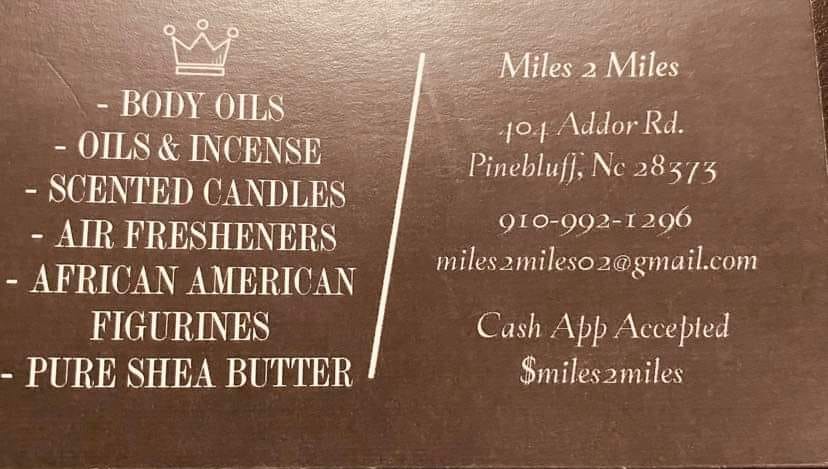 - BODY OILS
- OILS & INCENSE
- SCENTED CANDLES
- AIR FRESHENERS
- AFRICAN AMERICAN
FIGURINES
- PURE SHEA BUTTER
Miles 2 Miles
404 Addor Rd.
Pinebluff, Nc 28373
910-992-1296
miles2miles02@gmail.com
Cash App Accepted
$miles2miles